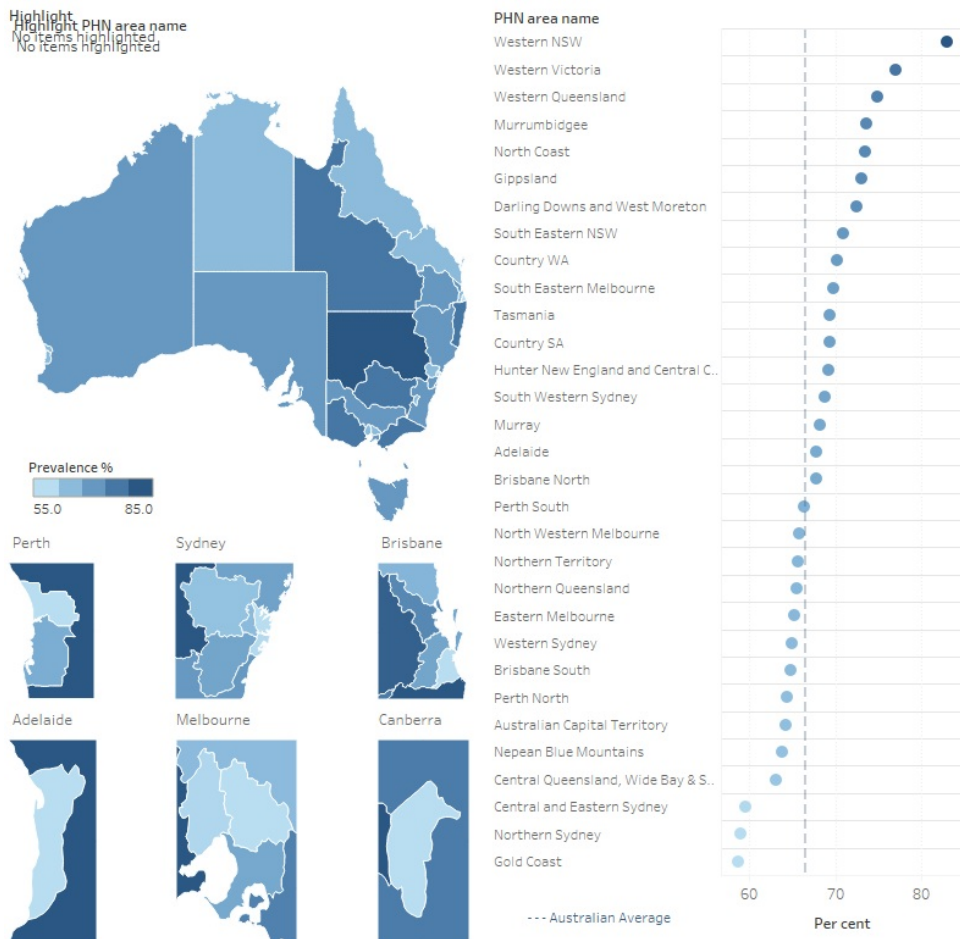 Highlight
Highlight PHN area name
No items highlighted
No items highlighted
Prevalence %
55.0
85.0
Perth
Sydney
Brisbane
Adelaide
Melbourne
Canberra
PHN area name
Western NSW
Western Victoria
Western Queensland
Murrumbidgee
North Coast
Gippsland
Darling Downs and West Moreton
South Eastern NSW
Country WA
South Eastern Melbourne
Tasmania
Country SA
Hunter New England and Central C..
South Western Sydney
Murray
Adelaide
Brisbane North
Perth South
North Western Melbourne
Northern Territory
Northern Queensland
Eastern Melbourne
Western Sydney
Brisbane South
Perth North
Australian Capital Territory
Nepean Blue Mountains
Central Queensland, Wide Bay & S..
Central and Eastern Sydney
Northern Sydney
Gold Coast
60
70
80
--- Australian Average
Per cent